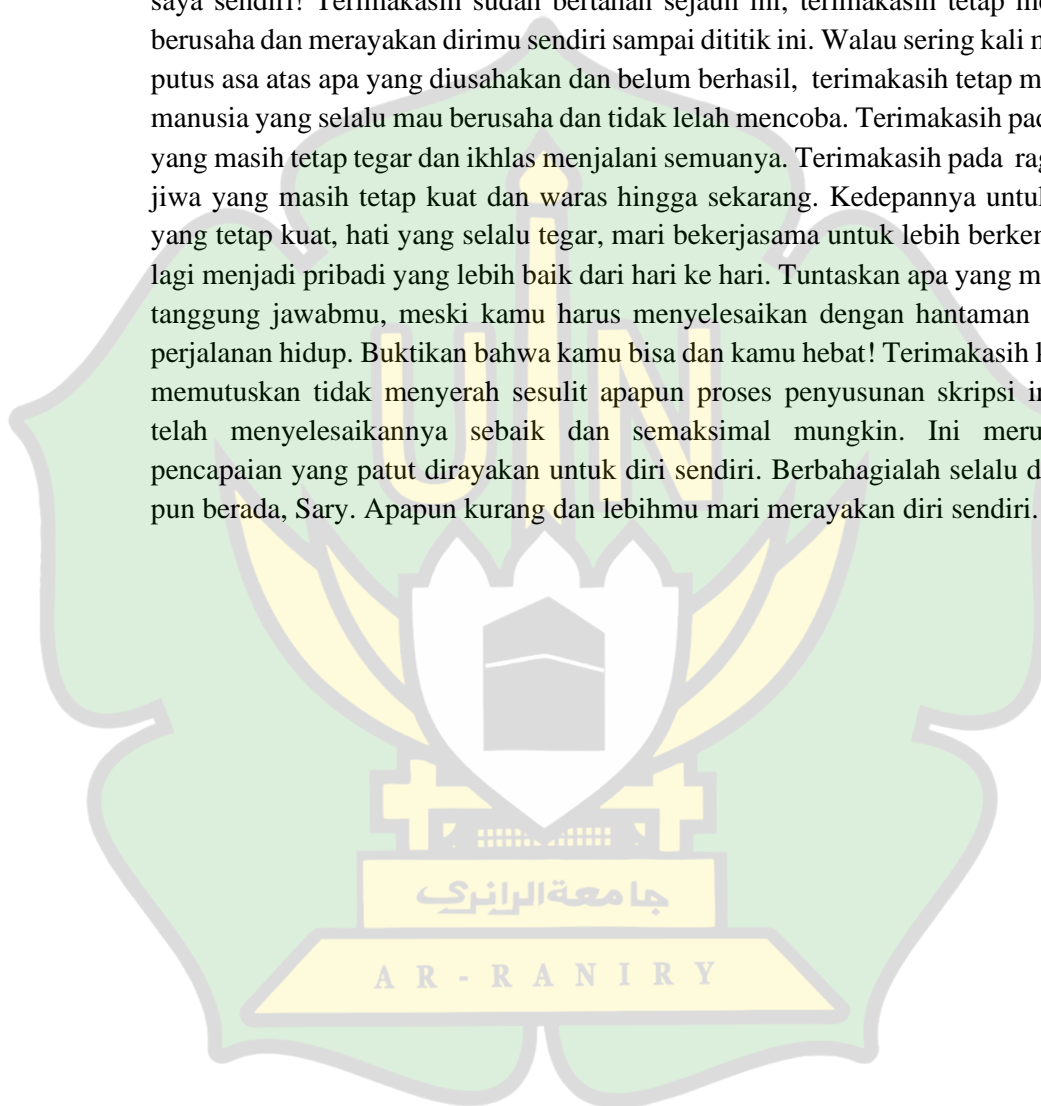 saya sendiri! Terimakasih sudah bertahan sejauh ini, terimakasih tetap
berusaha dan merayakan dirimu sendiri sampai dititik ini. Walau sering kali
putus asa atas apa yang diusahakan dan belum berhasil, terimakasih tetap
manusia yang selalu mau berusaha dan tidak lelah mencoba. Terimakasih
yang masih tetap tegar dan ikhlas menjalani semuanya. Terimakasih pada
jiwa yang masih tetap kuat dan waras hingga sekarang. Kedepannya
yang tetap kuat, hati yang selalu tegar, mari bekerjasama untuk lebih
lagi menjadi pribadi yang lebih baik dari hari ke hari. Tuntaskan apa yang
tanggung jawabmu, meski kamu harus menyelesaikan dengan hantaman
perjalanan hidup. Buktikan bahwa kamu bisa dan kamu hebat! Terimakasih
memutuskan tidak menyerah sesulit apapun proses penyusunan skripsi
telah menyelesaikannya sebaik dan semaksimal mungkin. Ini
pencapaian yang patut dirayakan untuk diri sendiri. Berbahagialah selalu
pun berada, Sary. Apapun kurang dan lebihmu mari merayakan diri sendiri.
UIN
جامعةالرانري
AR-RANIRY